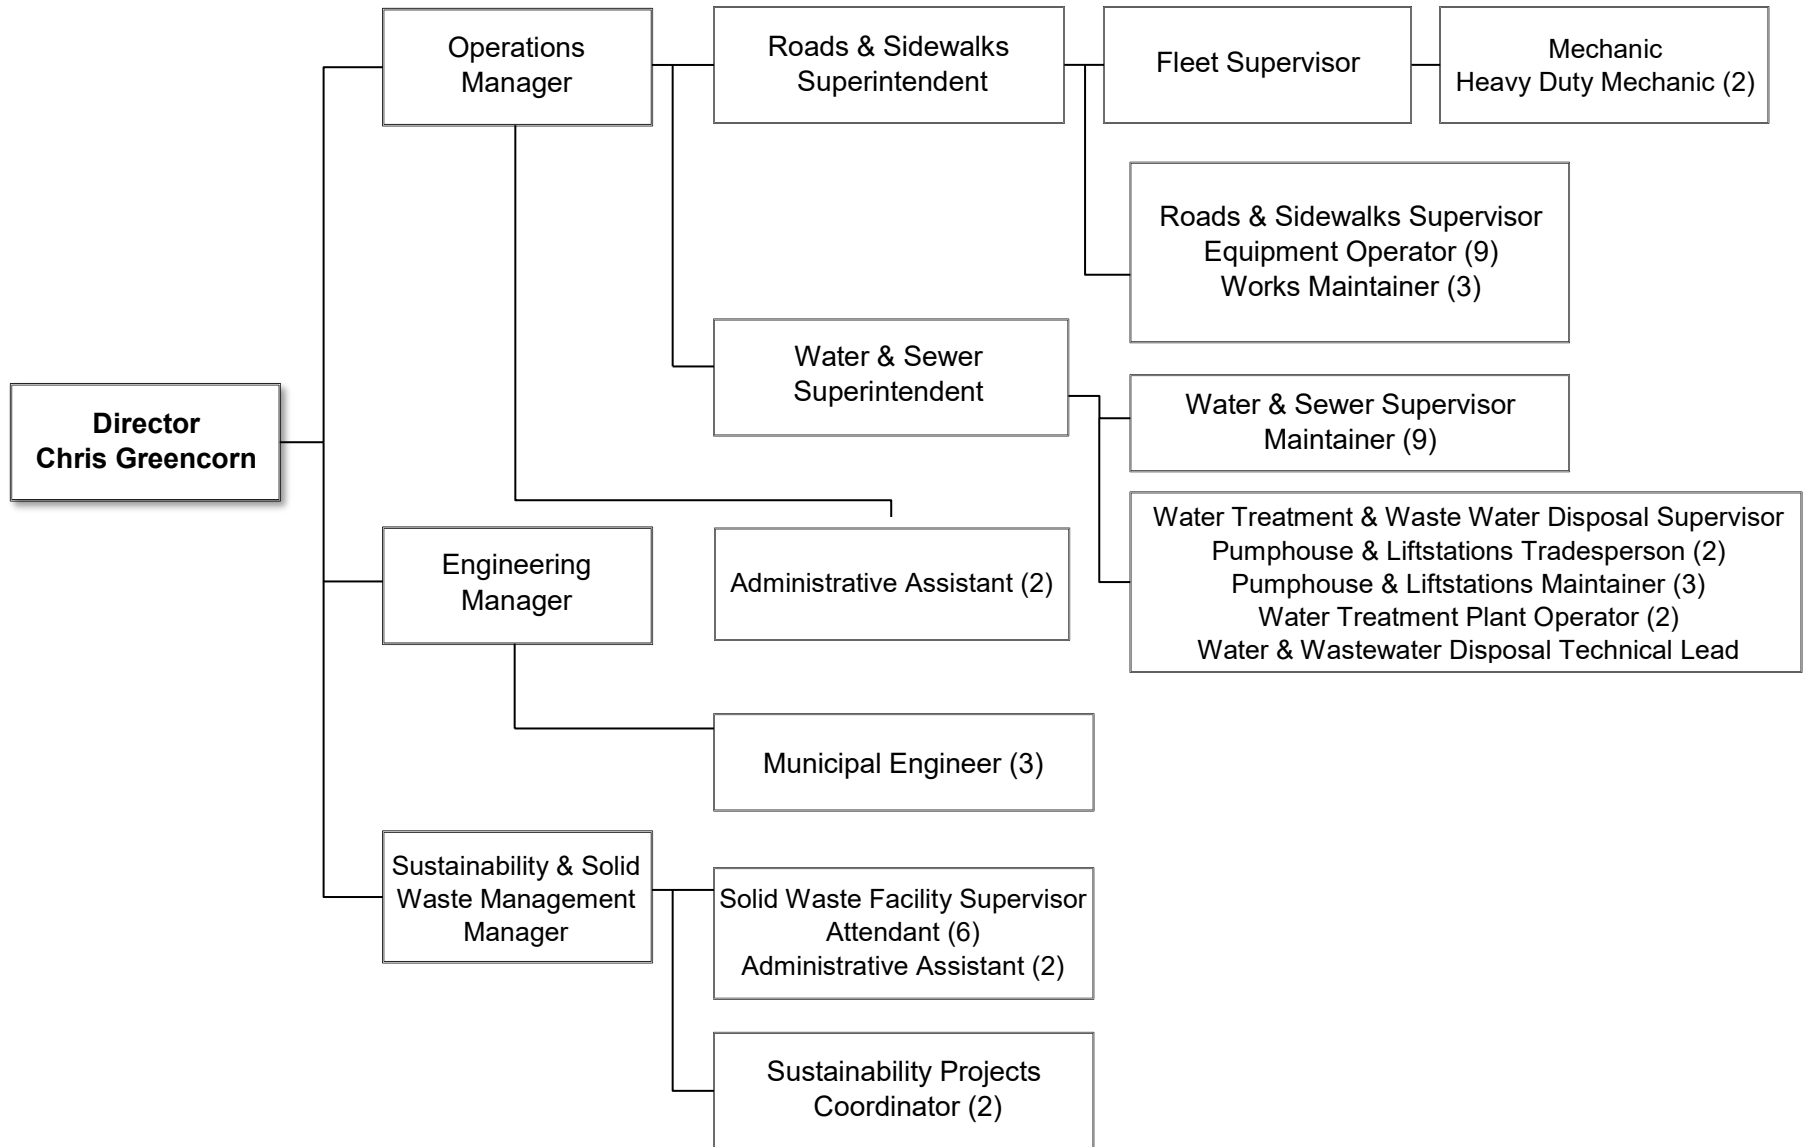 Operations
Manager
Roads & Sidewalks
Superintendent
Fleet Supervisor
Mechanic
Heavy Duty Mechanic (2)
Roads & Sidewalks Supervisor
Equipment Operator (9)
Works Maintainer (3)
Water & Sewer
Superintendent
Water & Sewer Supervisor
Maintainer (9)
Director
Chris Greencorn
Water Treatment & Waste Water Disposal Supervisor
Pumphouse & Liftstations Tradesperson (2)
Pumphouse & Liftstations Maintainer (3)
Water Treatment Plant Operator (2)
Water & Wastewater Disposal Technical Lead
Engineering
Manager
Administrative Assistant (2)
Municipal Engineer (3)
Sustainability & Solid
Waste Management
Manager
Solid Waste Facility Supervisor
Attendant (6)
Administrative Assistant (2)
Sustainability Projects
Coordinator (2)